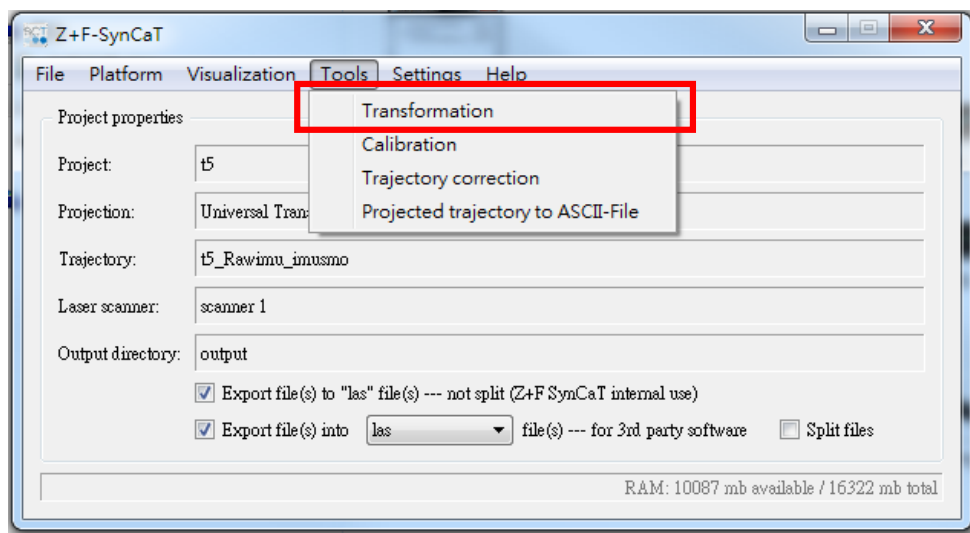 SCT Z+F-SynCaT
File Platform Visualization Tools Settings Help
Transformation
Calibration
Trajectory correction
Projected trajectory to ASCII-File
Project properties
Project: t5
Projection: Universal Tran
Trajectory: t5_Rawimu_imusmo
Laser scanner: scanner 1
Output directory: output
Export file(s) to "las" file(s) --- not split (Z+F SynCaT internal use)
Export file(s) into las file(s) --- for 3rd party software Split files
RAM: 10087 mb available / 16322 mb total